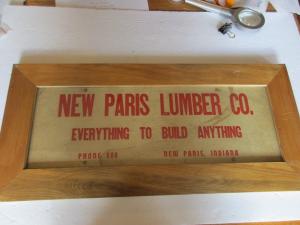 NEW PARIS LUMBER CO.
EVERYTHING TO BUILD ANYTHING
PHONE
NEW PARIS, INDIANA